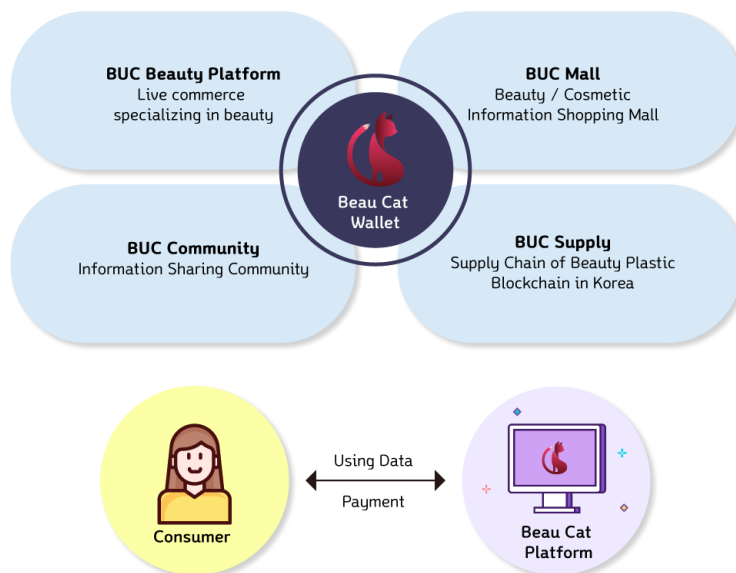 BUC Beauty Platform
Live commerce
specializing in beauty
BUC Mall
Beauty / Cosmetic
Information Shopping Mall
Beau Cat
Wallet
BUC Community
Information Sharing Community
BUC Supply
Supply Chain of Beauty Plastic
Blockchain in Korea
Consumer
Using Data
Payment
Beau Cat
Platform